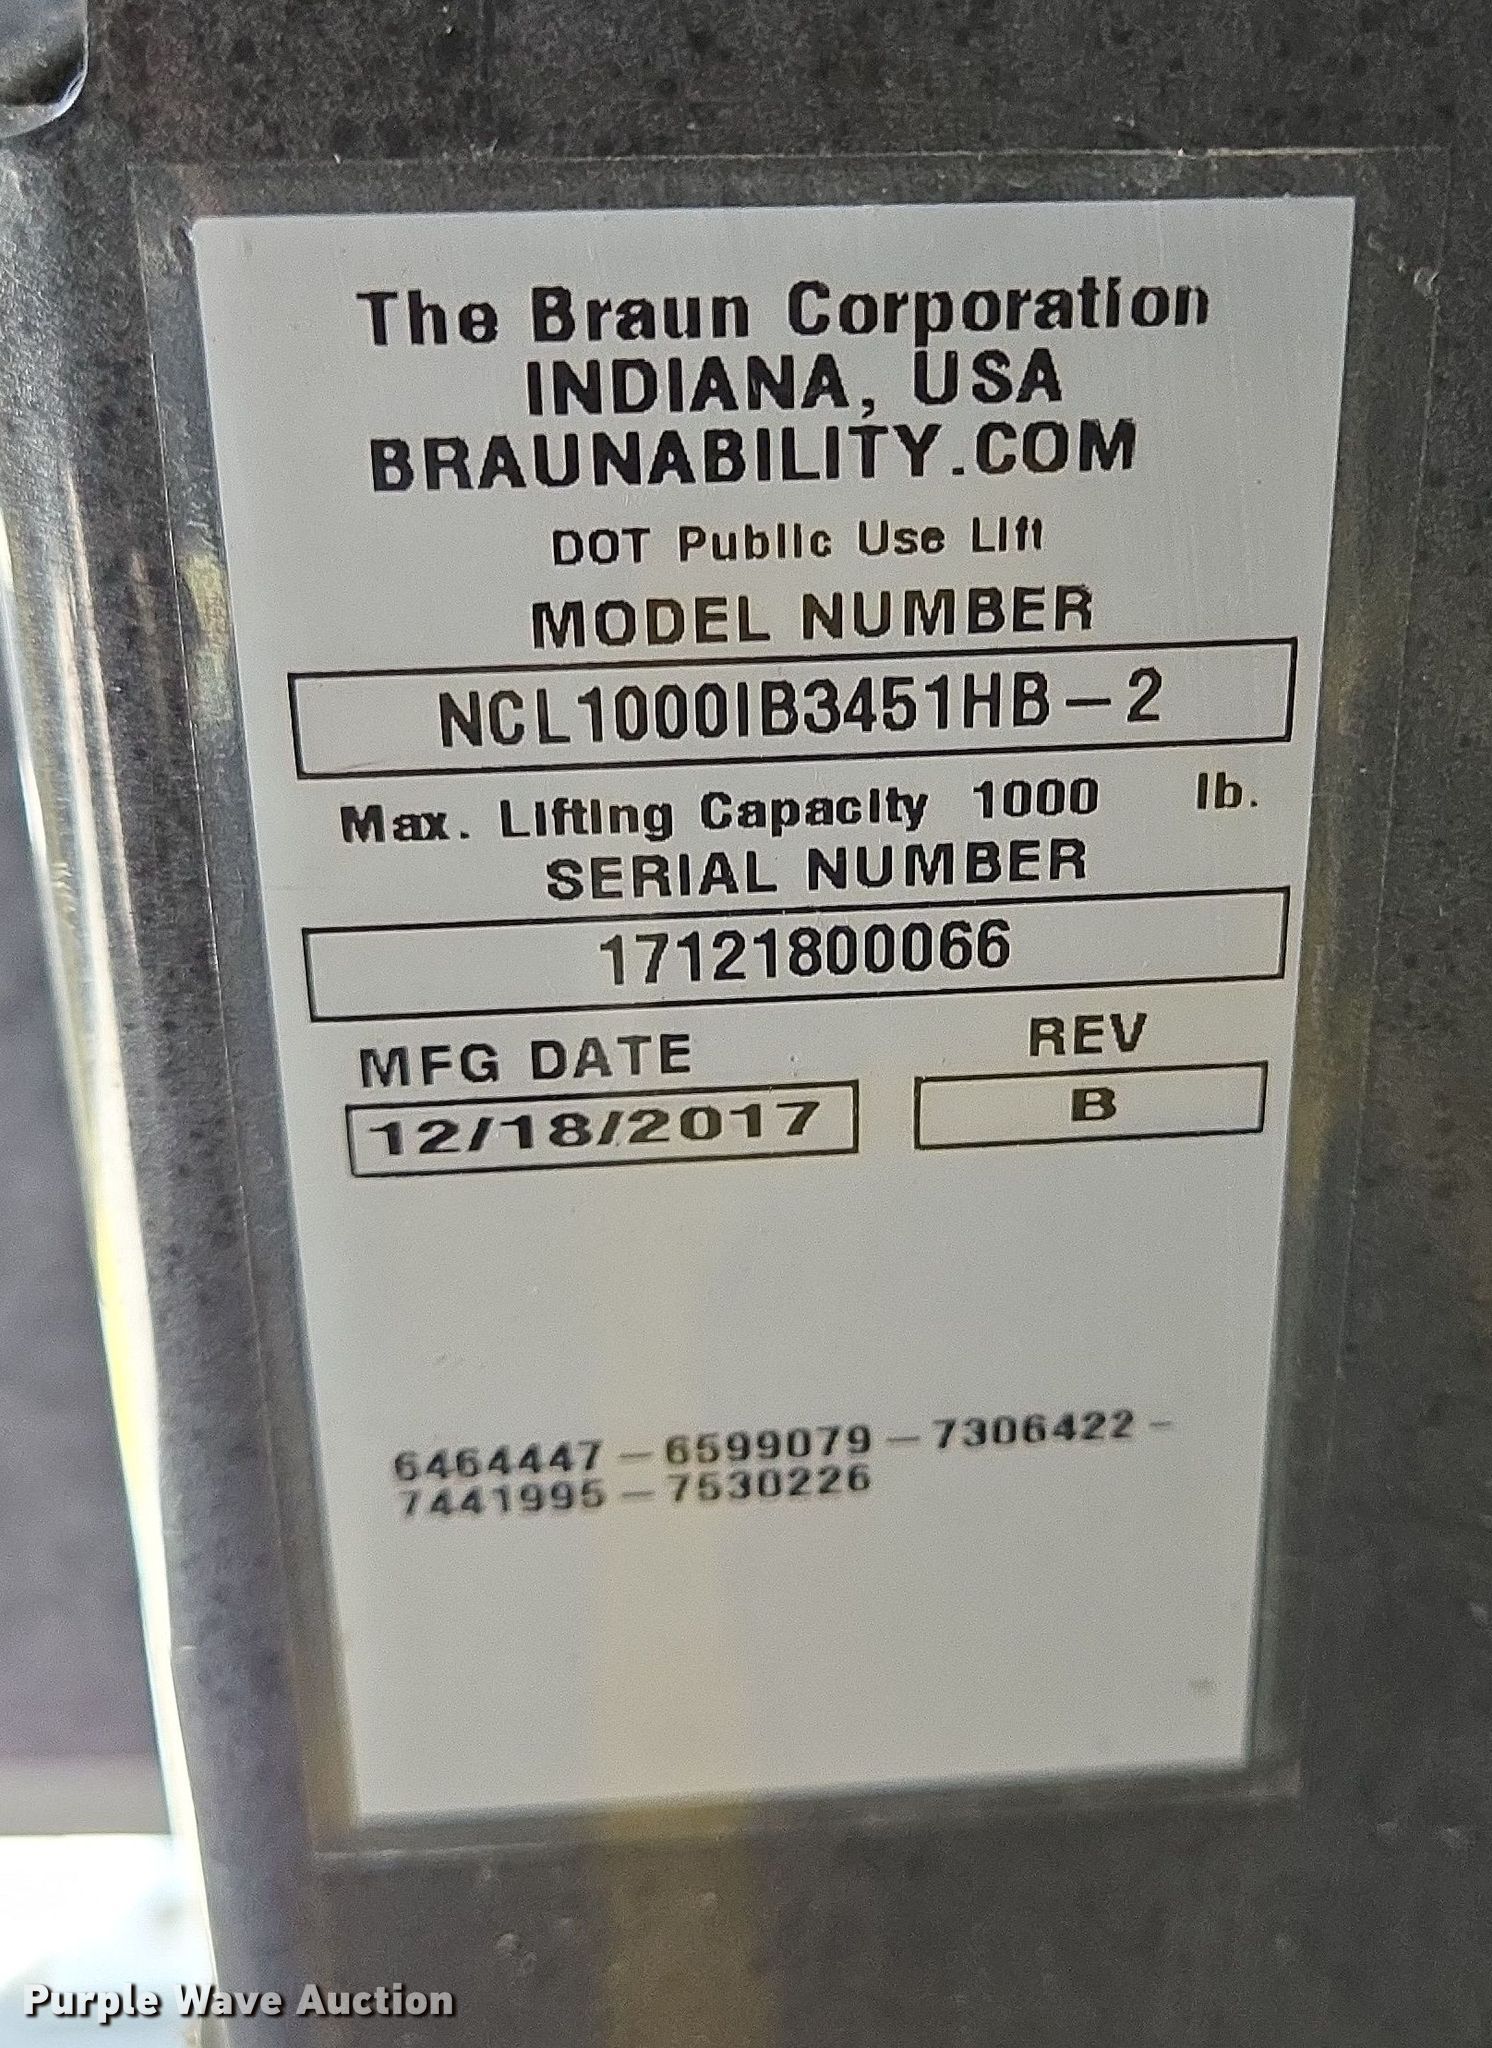 The Braun Corporation
INDIANA, USA
BRAUNABILITY.COM
DOT Public Use Lift
MODEL NUMBER
NCL1000IB3451HB-2
Max. Lifting Capacity 1000 lb.
SERIAL NUMBER
17121800066
MFG DATE REV
12/18/2017 B
6464447-6599079-7306422-
7441995-7530226
Purple Wave Auction